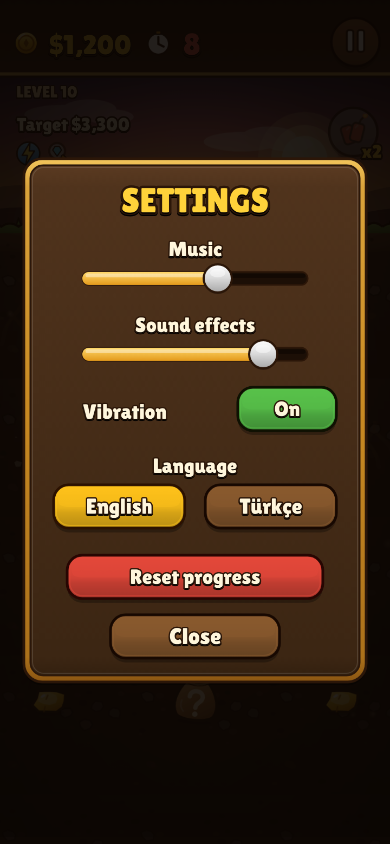 $1,200 8
LEVEL 10
Target $3,300
x2
SETTINGS
Music
Sound effects
Vibration On
Language
English Türkçe
Reset progress
Close
?